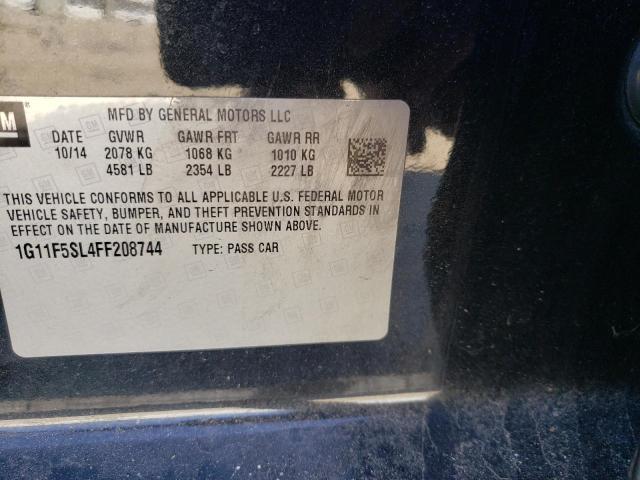 GM
MFD BY GENERAL MOTORS LLC
DATE GVWR GAWR FRT GAWR RR
10/14 2078 KG 1068 KG 1010 KG
4581 LB 2354 LB 2227 LB
THIS VEHICLE CONFORMS TO ALL APPLICABLE U.S. FEDERAL MOTOR
VEHICLE SAFETY, BUMPER, AND THEFT PREVENTION STANDARDS IN
EFFECT ON THE DATE OF MANUFACTURE SHOWN ABOVE.
1G11F5SL4FF208744 TYPE: PASS CAR